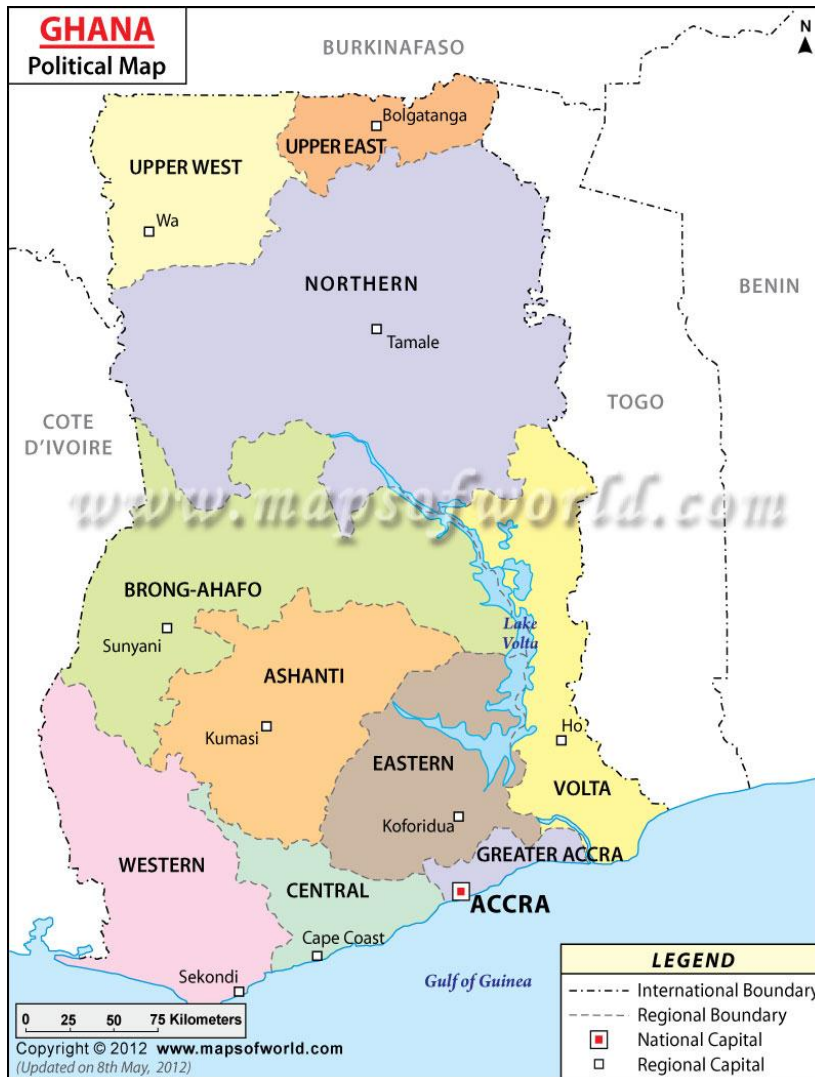 GHANA
Political Map
BURKINAFASO
N
Bolgatanga
UPPER EAST
UPPER WEST
Wa
NORTHERN
BENIN
Tamale
TOGO
COTE
D'IVOIRE
www.mapsofworld.com
BRONG-AHAFO
Sunyani
Lake
Volta
ASHANTI
Kumasi
Ho
EASTERN
VOLTA
Koforidua
WESTERN
GREATER ACCRA
CENTRAL
ACCRA
Cape Coast
Sekondi
Gulf of Guinea
LEGEND
International Boundary
Regional Boundary
National Capital
Regional Capital
0 25 50 75 Kilometers
Copyright © 2012 www.mapsofworld.com
(Updated on 8th May, 2012)